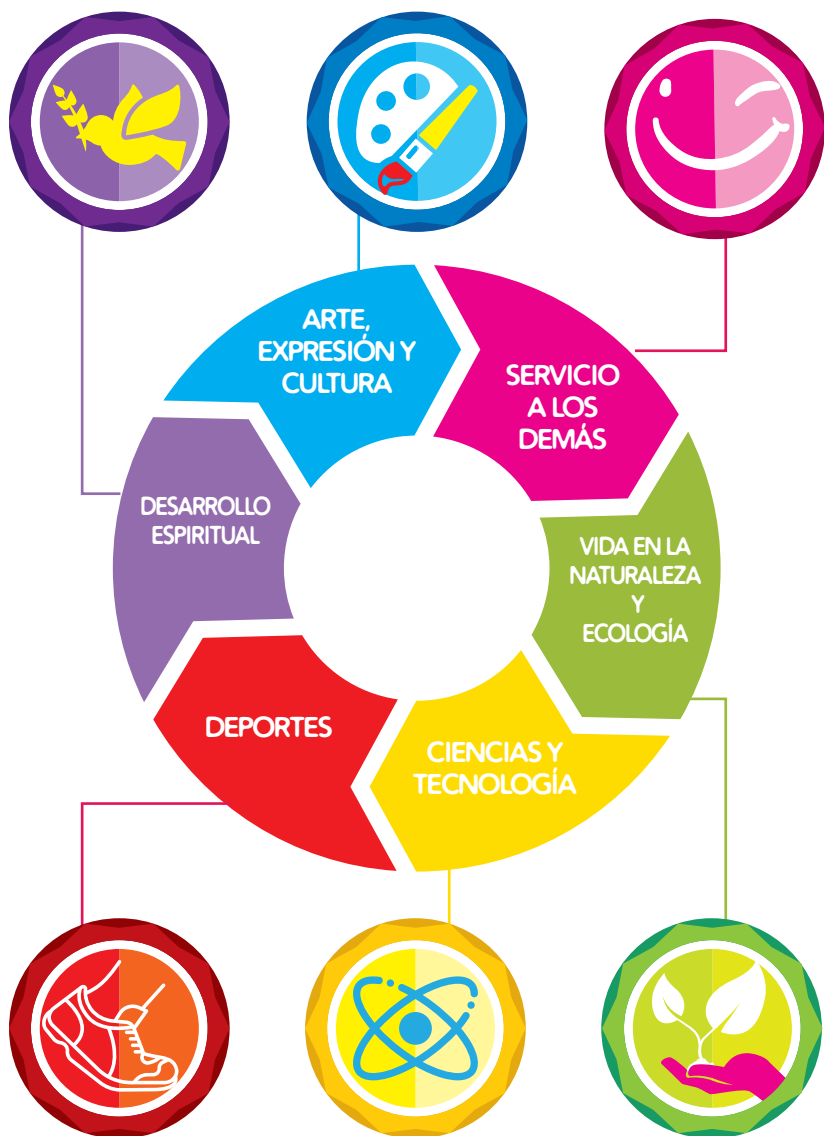 ARTE,
EXPRESIÓN Y
CULTURA
SERVICIO
A LOS
DEMÁS
DESARROLLO
ESPIRITUAL
VIDA EN LA
NATURALEZA
Y
ECOLOGÍA
DEPORTES
CIENCIAS Y
TECNOLOGÍA